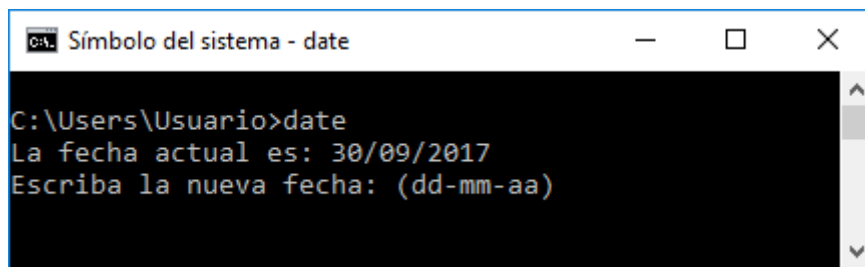 Símbolo del sistema - date
C:\Users\Usuario>date
La fecha actual es: 30/09/2017
Escriba la nueva fecha: (dd-mm-aa)